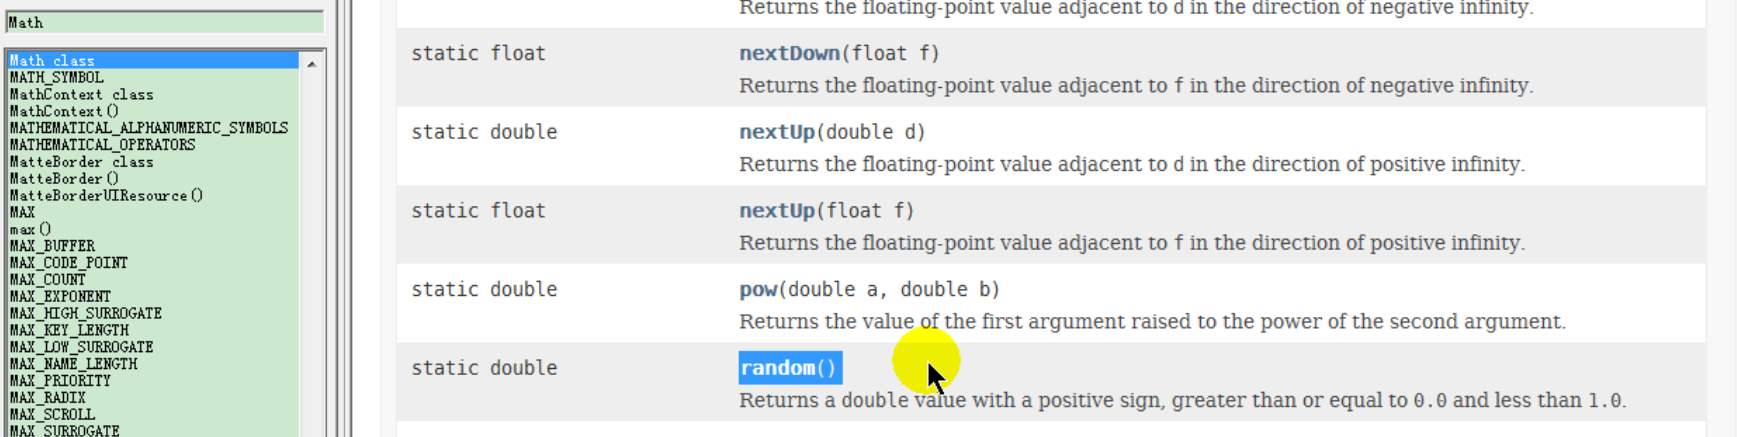 Math
Math class
MATH_SYMBOL
MathContext class
MathContext()
MATHEMATICAL_ALPHANUMERIC_SYMBOLS
MATHEMATICAL_OPERATORS
MatteBorder class
MatteBorder()
MatteBorderUIResource()
MAX
max()
MAX_BUFFER
MAX_CODE_POINT
MAX_COUNT
MAX_EXPONENT
MAX_HIGH_SURROGATE
MAX_KEY_LENGTH
MAX_LOW_SURROGATE
MAX_NAME_LENGTH
MAX_PRIORITY
MAX_RADIX
MAX_SCROLL
MAX_SURROGATE
Returns the floating-point value adjacent to d in the direction of negative infinity.
static float nextDown(float f)
Returns the floating-point value adjacent to f in the direction of negative infinity.
static double nextUp(double d)
Returns the floating-point value adjacent to d in the direction of positive infinity.
static float nextUp(float f)
Returns the floating-point value adjacent to f in the direction of positive infinity.
static double pow(double a, double b)
Returns the value of the first argument raised to the power of the second argument.
static double random()
Returns a double value with a positive sign, greater than or equal to 0.0 and less than 1.0.